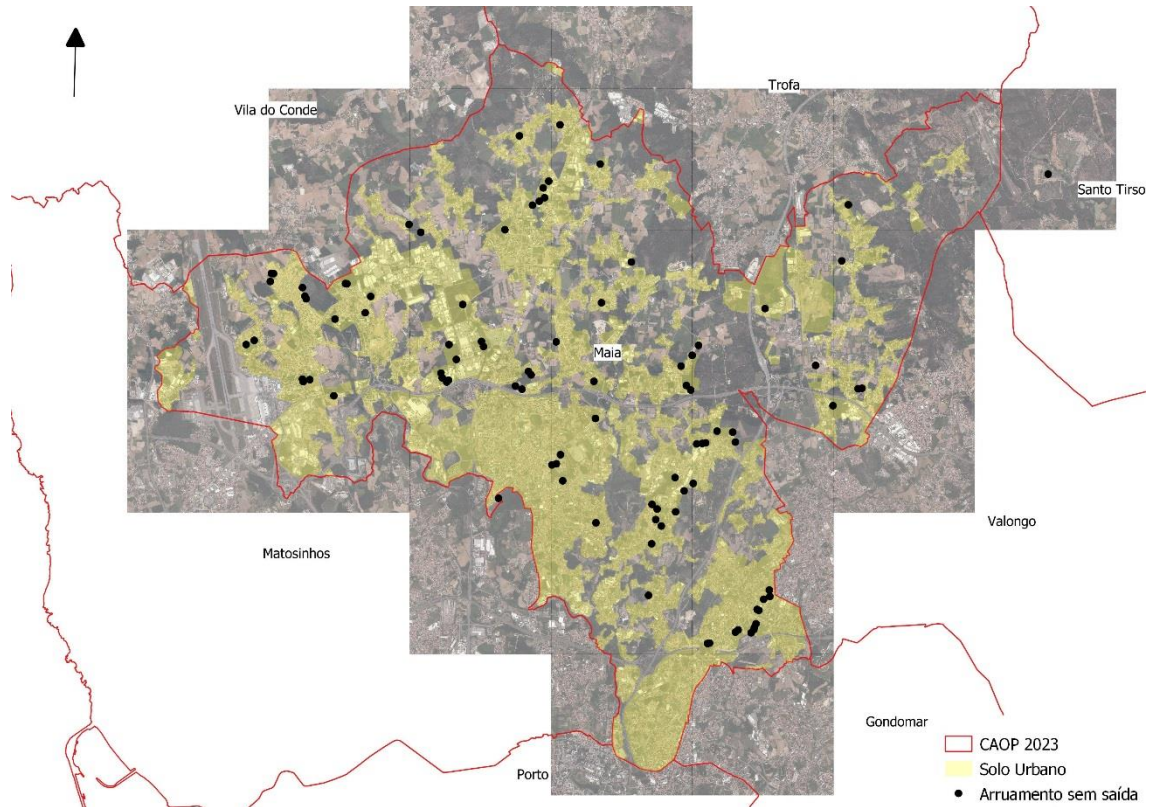 Trofa
Vila do Conde
Santo Tirso
Maia
Valongo
Matosinhos
Gondomar
Porto
CAOP 2023
Solo Urbano
Arruamento sem saída